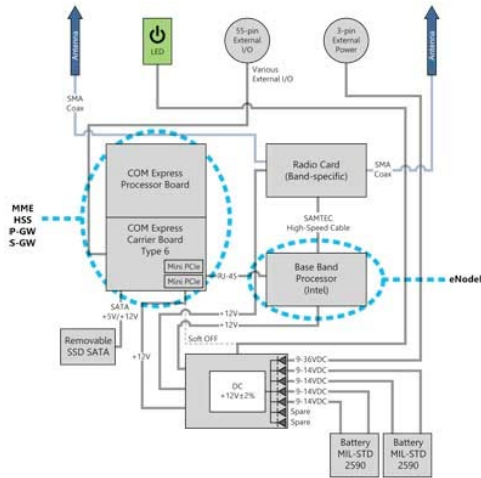 Antenna
LED
55-pin
External
I/O
3-pin
External
Power
Antenna
Various
External I/O
SMA
Coax
COM Express
Processor Board
Radio Card
(Band-specific)
SMA
Coax
MME
HSS
P-GW
S-GW
COM Express
Carrier Board
Type 6
SAMTEC
High-Speed Cable
Mini PCIe
Mini PCIe
RJ-45
Base Band
Processor
(Intel)
eNodeI
SATA
+5V/+12V
+12V
+12V
Soft OFF
Removable
SSD SATA
+12V
DC
+12V±2%
9-36VDC
9-14VDC
9-14VDC
9-14VDC
9-14VDC
Spare
Spare
Battery
MIL-STD
2590
Battery
MIL-STD
2590